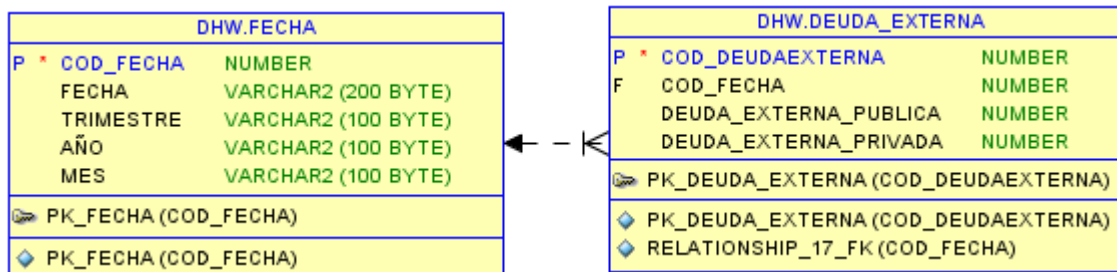 DHW.FECHA
P * COD_FECHA NUMBER
FECHA VARCHAR2 (200 BYTE)
TRIMESTRE VARCHAR2 (100 BYTE)
AÑO VARCHAR2 (100 BYTE)
MES VARCHAR2 (100 BYTE)
PK_FECHA (COD_FECHA)
PK_FECHA (COD_FECHA)
DHW.DEUDA_EXTERNA
P * COD_DEUDAEXTERNA NUMBER
F COD_FECHA NUMBER
DEUDA_EXTERNA_PUBLICA NUMBER
DEUDA_EXTERNA_PRIVADA NUMBER
PK_DEUDA_EXTERNA (COD_DEUDAEXTERNA)
PK_DEUDA_EXTERNA (COD_DEUDAEXTERNA)
RELATIONSHIP_17_FK (COD_FECHA)